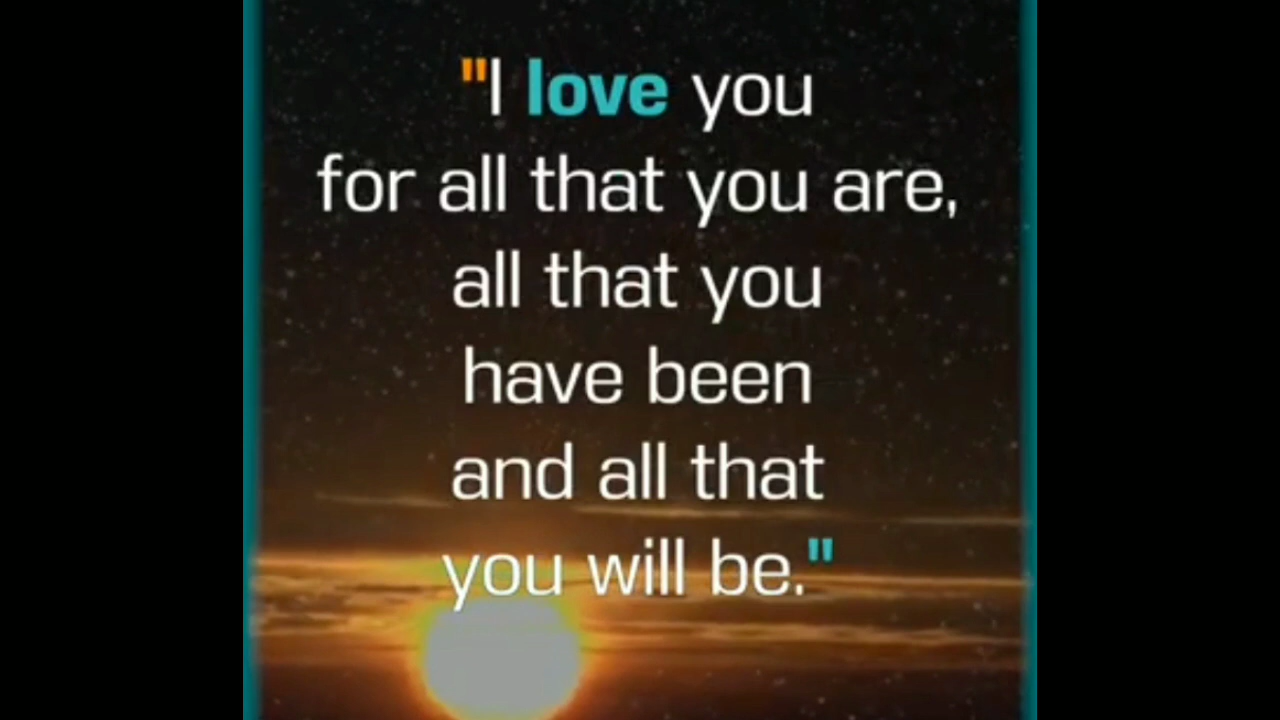 "I love you
for all that you are,
all that you
have been
and all that
you will be."